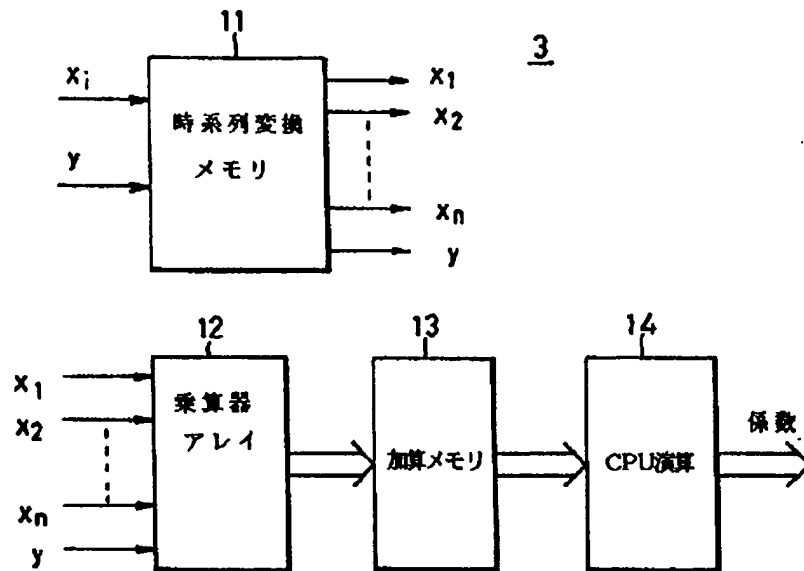 11
3
xi
y
時系列変換
メモリ
x1
x2
xn
y
12
13
14
x1
x2
xn
y
乗算器
アレイ
加算メモリ
CPU演算
係数